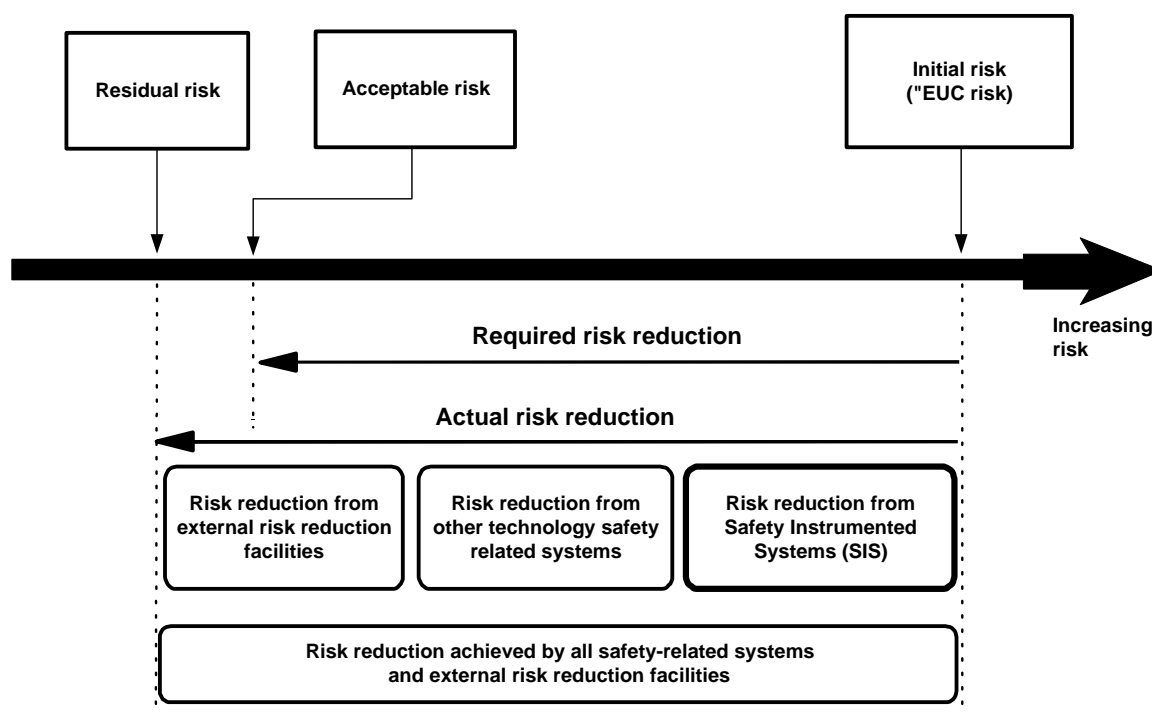 Residual risk
Acceptable risk
Initial risk
("EUC risk)
Increasing
risk
Required risk reduction
Actual risk reduction
Risk reduction from
external risk reduction
facilities
Risk reduction from
other technology safety
related systems
Risk reduction from
Safety Instrumented
Systems (SIS)
Risk reduction achieved by all safety-related systems
and external risk reduction facilities